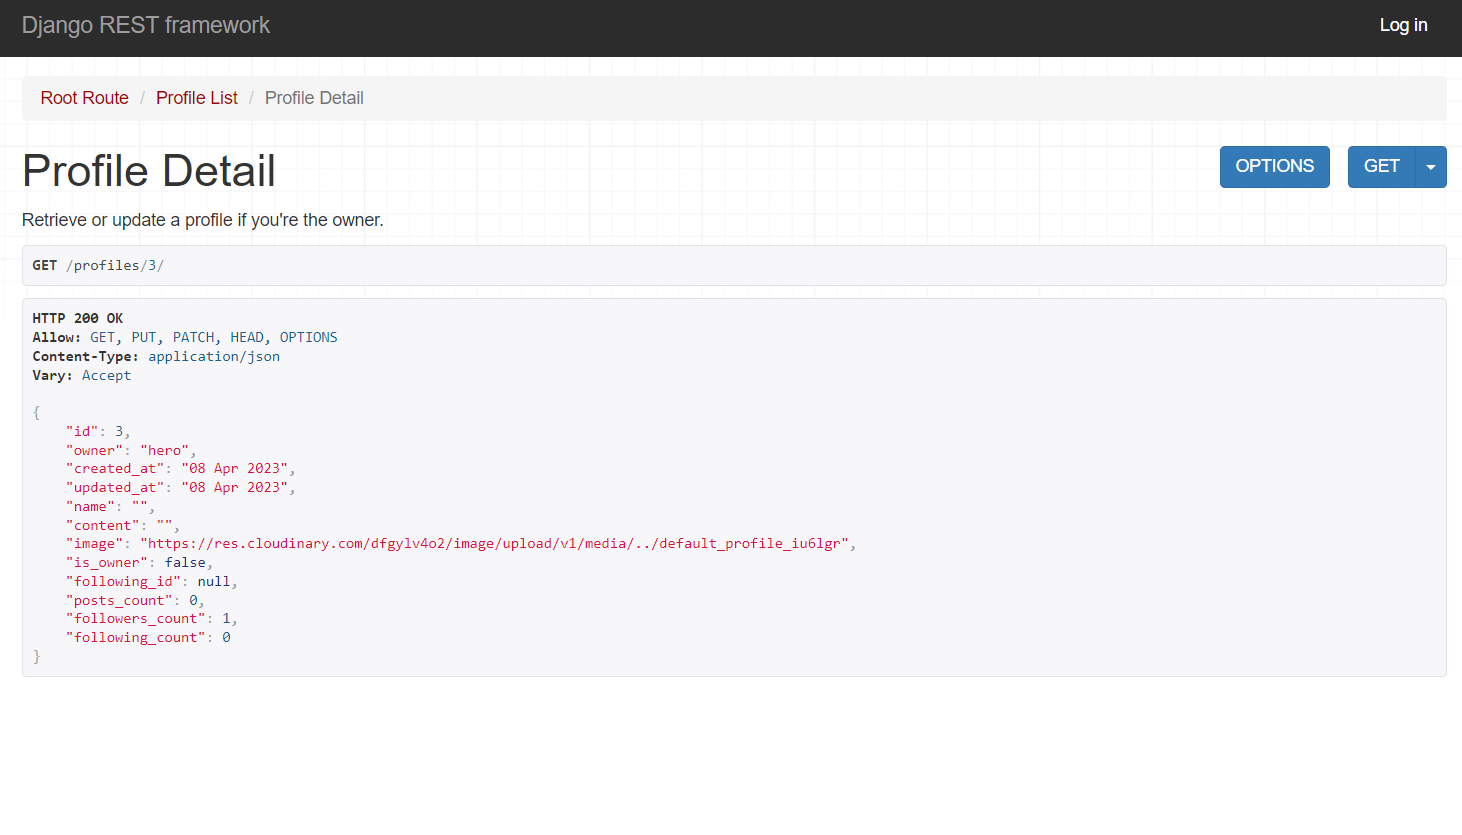 Django REST framework
Log in
Root Route / Profile List / Profile Detail
Profile Detail
OPTIONS
GET
Retrieve or update a profile if you're the owner.
GET /profiles/3/
HTTP 200 OK
Allow: GET, PUT, PATCH, HEAD, OPTIONS
Content-Type: application/json
Vary: Accept
{
    "id": 3,
    "owner": "hero",
    "created_at": "08 Apr 2023",
    "updated_at": "08 Apr 2023",
    "name": "",
    "content": "",
    "image": "https://res.cloudinary.com/dfgylv4o2/image/upload/v1/media/../default_profile_iu6lgr",
    "is_owner": false,
    "following_id": null,
    "posts_count": 0,
    "followers_count": 1,
    "following_count": 0
}